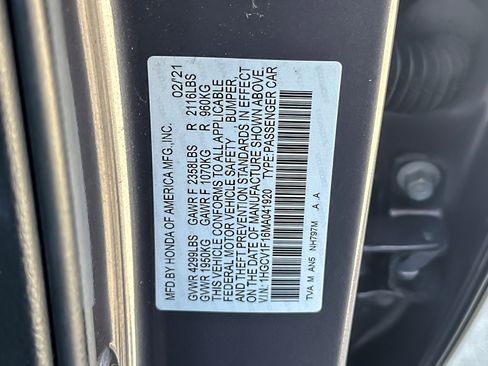 MFD.BY HONDA OF AMERICA MFG.,INC. 02/21
GVWR 4299LBS GAWR F 2358LBS R 2116LBS
GVWR 1950KG GAWR F 1070KG R 960KG
THIS VEHICLE CONFORMS TO ALL APPLICABLE
FEDERAL MOTOR VEHICLE SAFETY, BUMPER,
AND THEFT PREVENTION STANDARDS IN EFFECT
ON THE DATE OF MANUFACTURE SHOWN ABOVE.
V.I.N.:1HGCV1F16MA041920 TYPE:PASSENGER CAR
TVA M AN5 NH797M A A